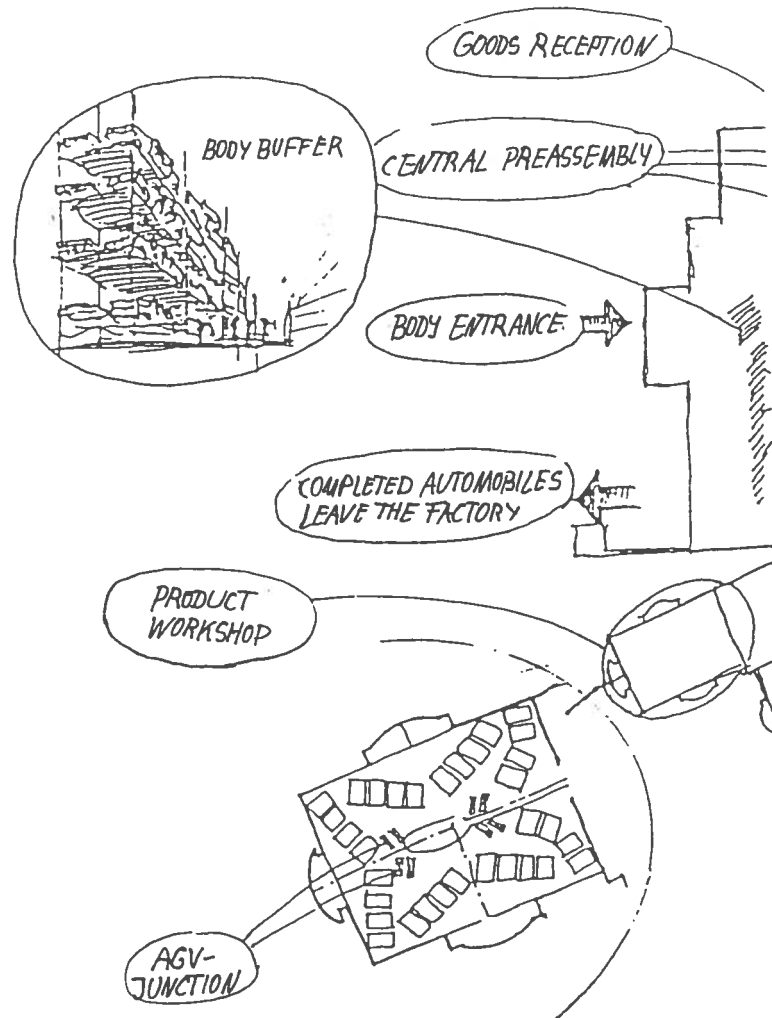 GOODS RECEPTION
BODY BUFFER
CENTRAL PREASSEMBLY
BODY ENTRANCE
COMPLETED AUTOMOBILES
LEAVE THE FACTORY
PRODUCT
WORKSHOP
AGV-
JUNCTION